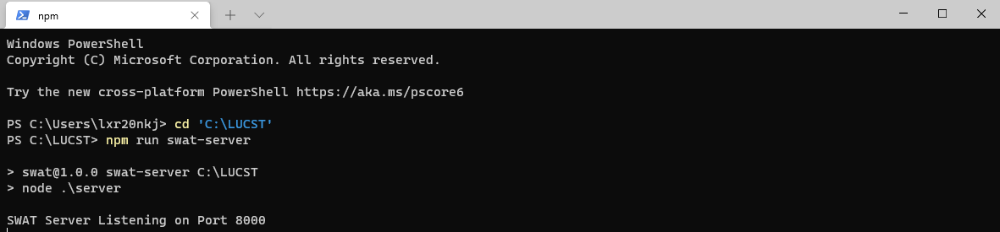 npm
Windows PowerShell
Copyright (C) Microsoft Corporation. All rights reserved.
Try the new cross-platform PowerShell https://aka.ms/pscore6
PS C:\Users\lxr20nkj> cd 'C:\LUCST'
PS C:\LUCST> npm run swat-server
> swat@1.0.0 swat-server C:\LUCST
> node .\server
SWAT Server Listening on Port 8000